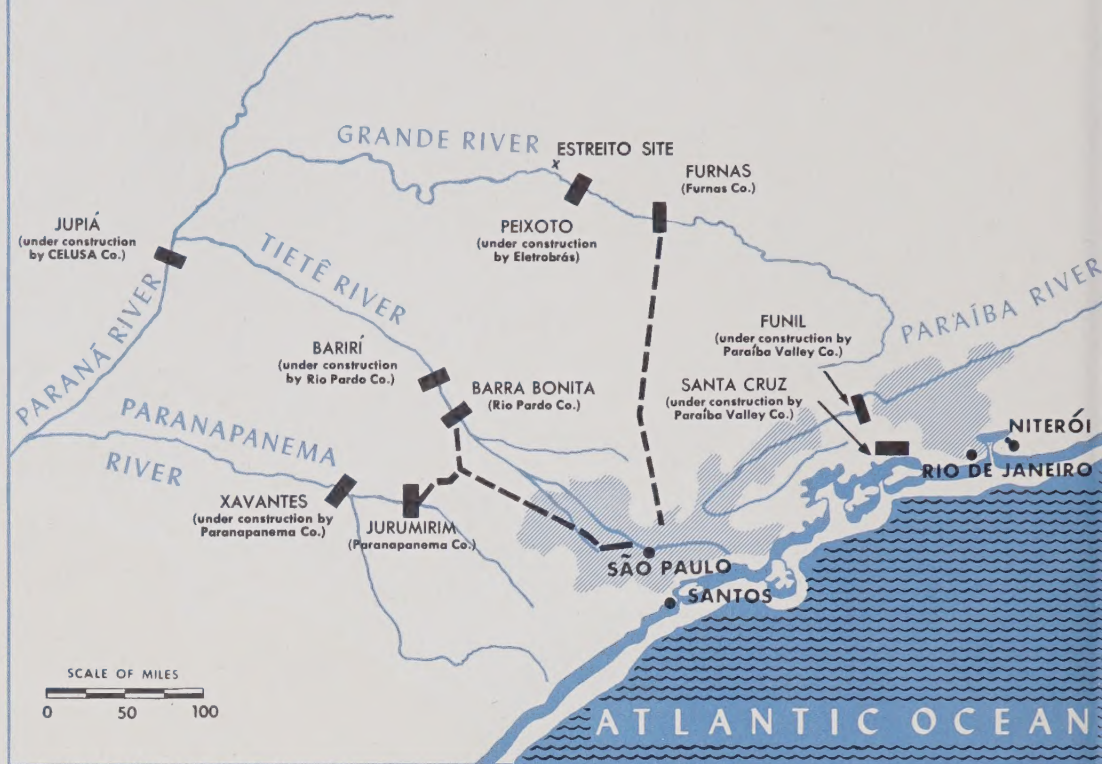 GRANDE RIVER
ESTREITO SITE
x
FURNAS
(Furnas Co.)
PEIXOTO
(under construction
by Eletrobrás)
JUPIÁ
(under construction
by CELUSA Co.)
TIETÊ RIVER
PARANÁ RIVER
PARAÍBA RIVER
FUNIL
(under construction by
Paraíba Valley Co.)
BARIRÍ
(under construction
by Rio Pardo Co.)
BARRA BONITA
(Rio Pardo Co.)
SANTA CRUZ
(under construction by
Paraíba Valley Co.)
PARANAPANEMA
RIVER
NITERÓI
RIO DE JANEIRO
XAVANTES
(under construction by
Paranapanema Co.)
JURUMIRIM
(Paranapanema Co.)
SÃO PAULO
SANTOS
SCALE OF MILES
0 50 100
ATLANTIC OCEAN